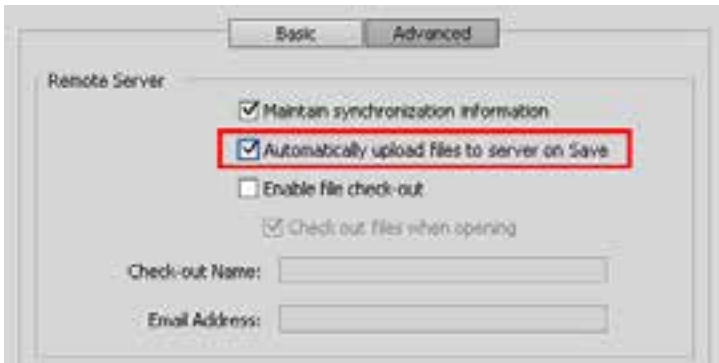 Basic Advanced
Remote Server
Maintain synchronization information
Automatically upload files to server on Save
Enable file check-out
Check out files when opening
Check-out Name:
Email Address: